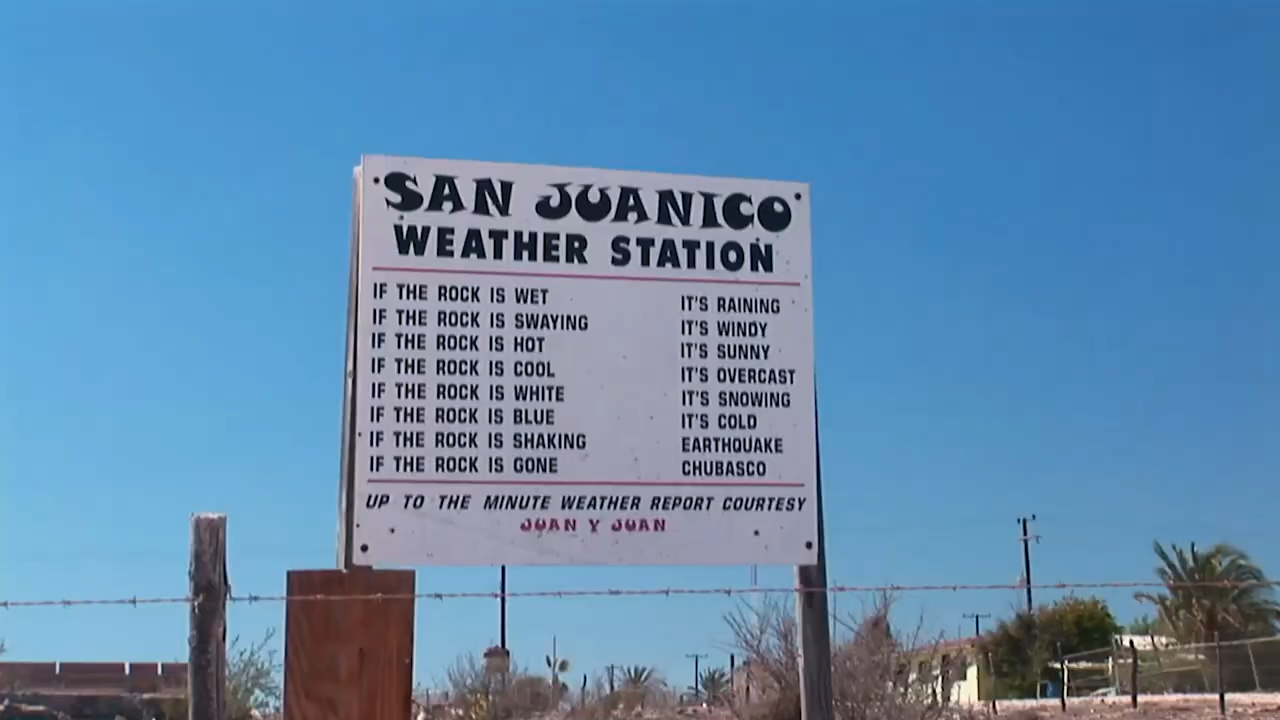 SAN JUANICO
WEATHER STATION
IF THE ROCK IS WET IT'S RAINING
IF THE ROCK IS SWAYING IT'S WINDY
IF THE ROCK IS HOT IT'S SUNNY
IF THE ROCK IS COOL IT'S OVERCAST
IF THE ROCK IS WHITE IT'S SNOWING
IF THE ROCK IS BLUE IT'S COLD
IF THE ROCK IS SHAKING EARTHQUAKE
IF THE ROCK IS GONE CHUBASCO
UP TO THE MINUTE WEATHER REPORT COURTESY
JUAN Y JUAN